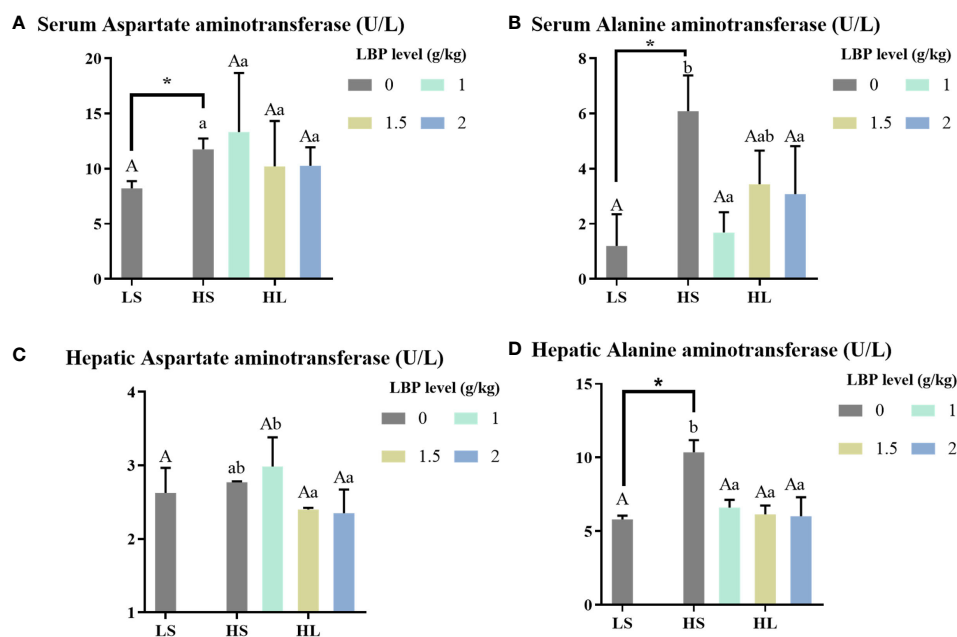 A Serum Aspartate aminotransferase (U/L)
LBP level (g/kg)
0 1
1.5 2
20
15
10
5
0
A
*
a
Aa
Aa
Aa
LS HS HL
B Serum Alanine aminotransferase (U/L)
LBP level (g/kg)
0 1
1.5 2
8
6
4
2
0
A
*
b
Aa
Aab
Aa
LS HS HL
C Hepatic Aspartate aminotransferase (U/L)
LBP level (g/kg)
0 1
1.5 2
4
3
2
1
A
ab
Ab
Aa
Aa
LS HS HL
D Hepatic Alanine aminotransferase (U/L)
LBP level (g/kg)
0 1
1.5 2
15
10
5
0
A
*
b
Aa
Aa
Aa
LS HS HL